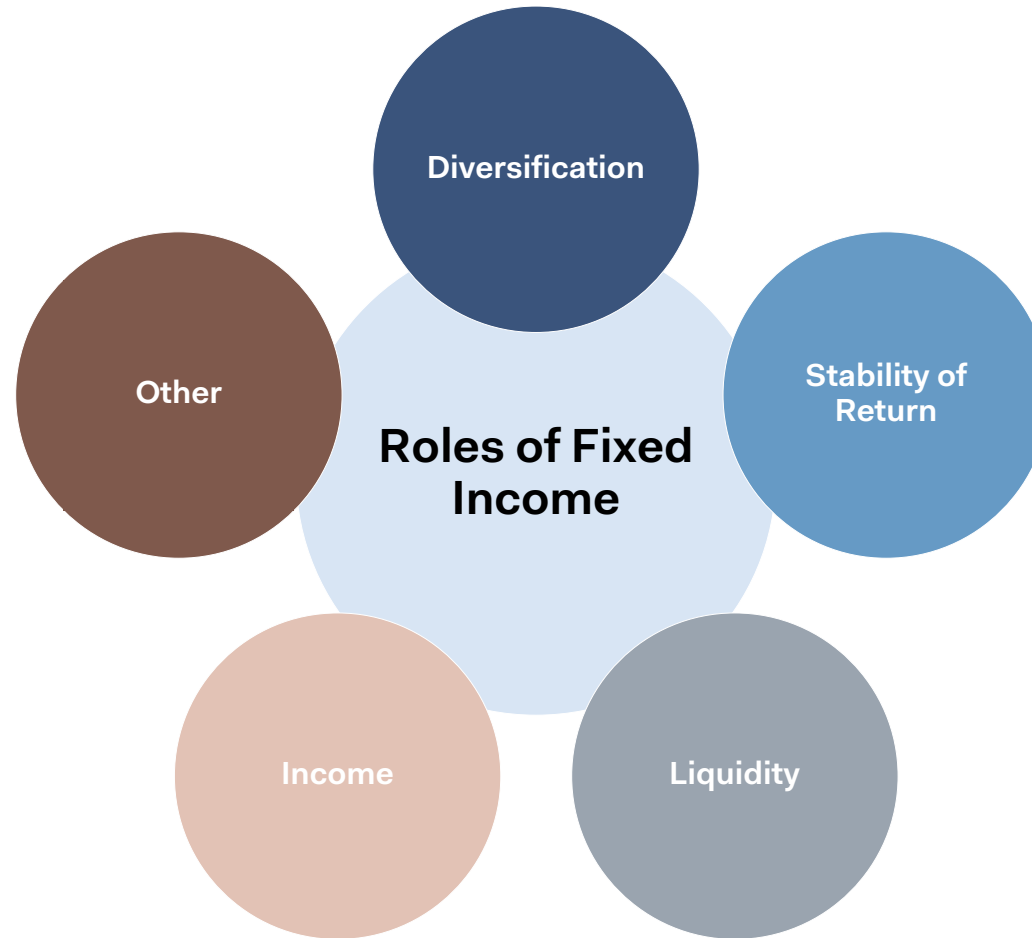 Diversification
Other
Stability of
Return
Roles of Fixed
Income
Income
Liquidity